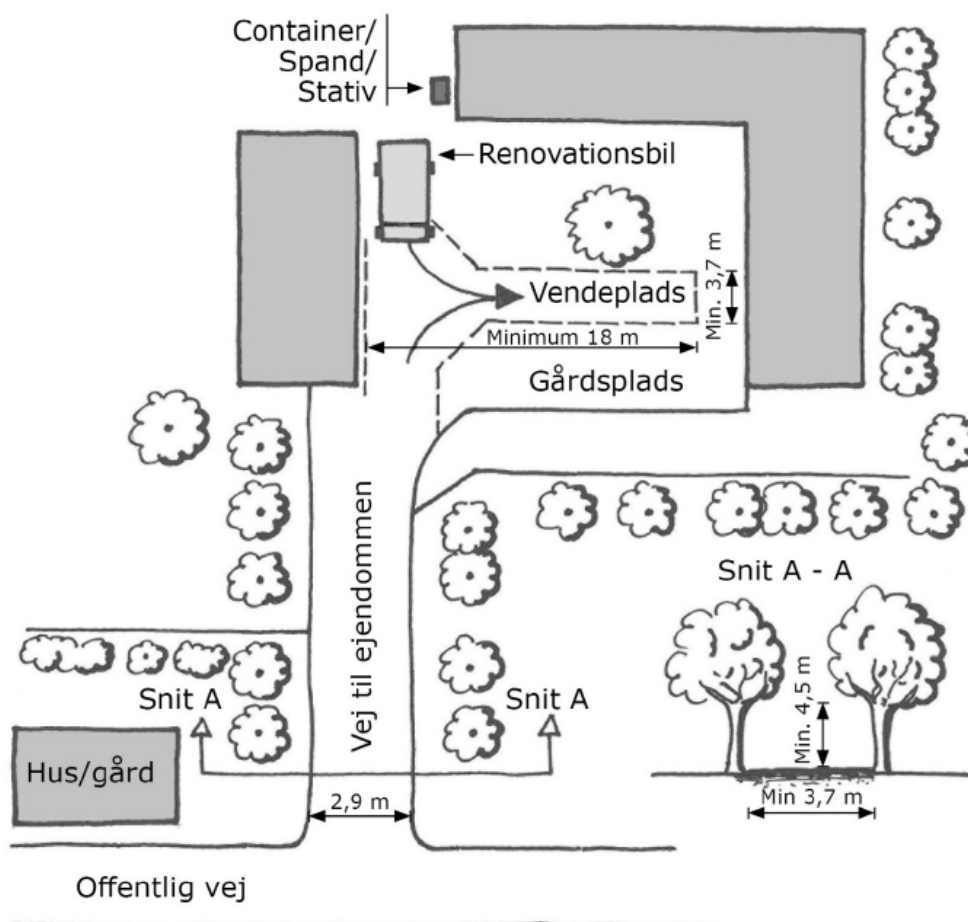 Container/
Spand/
Stativ
Renovationsbil
Vendeplads
Min. 3,7 m
Minimum 18 m
Gårdsplads
Vej til ejendommen
Snit A - A
Snit A
Snit A
Min. 4,5 m
Hus/gård
2,9 m
Min 3,7 m
Offentlig vej